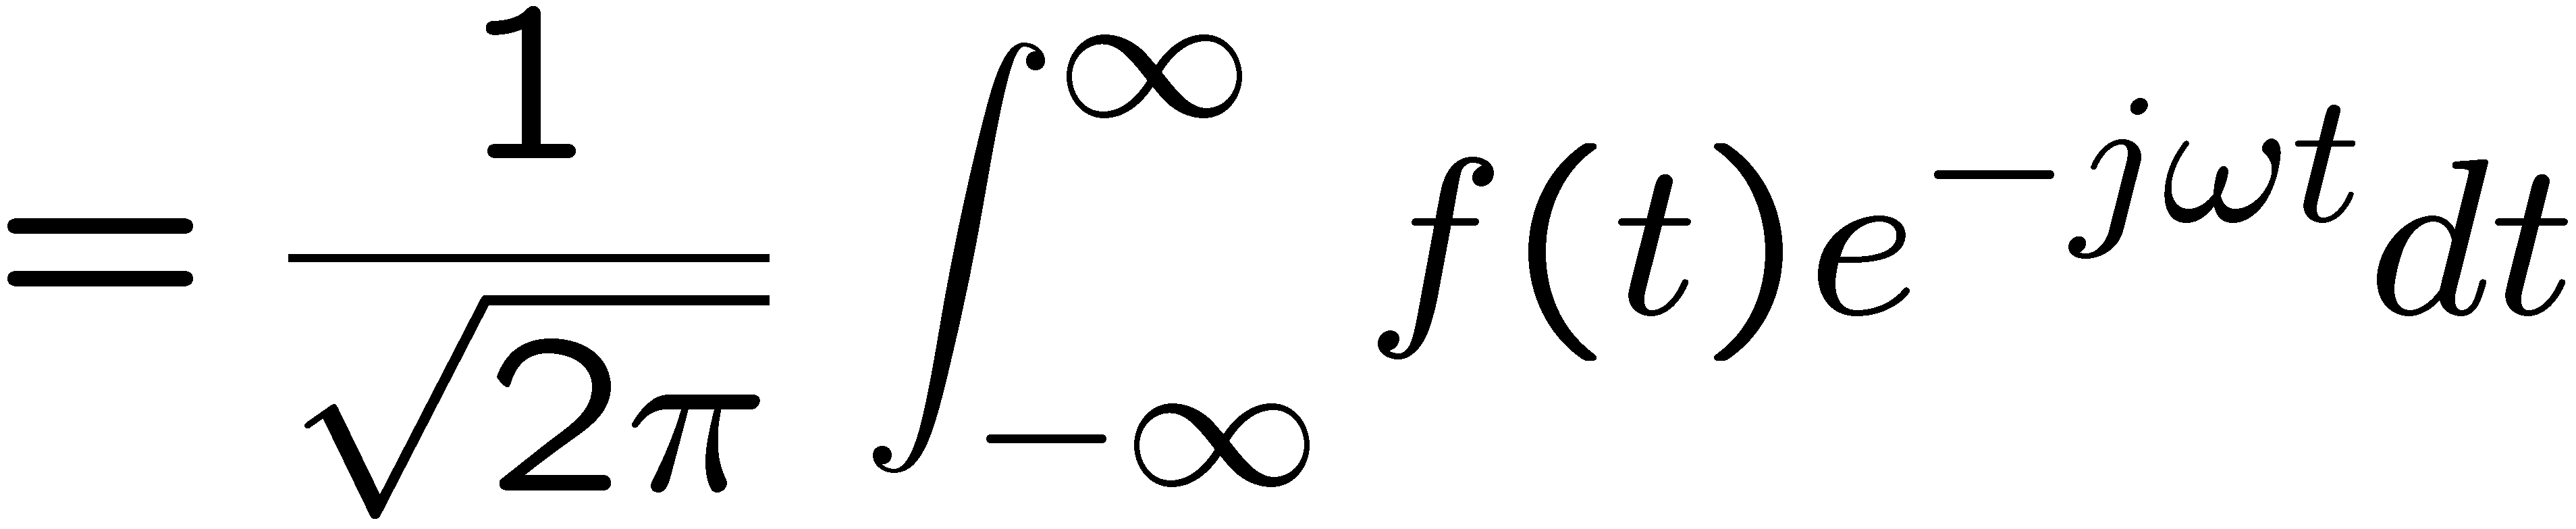 = \frac{1}{\sqrt{2\pi}} \int_{-\infty}^{\infty} f(t)e^{-j\omega t}dt